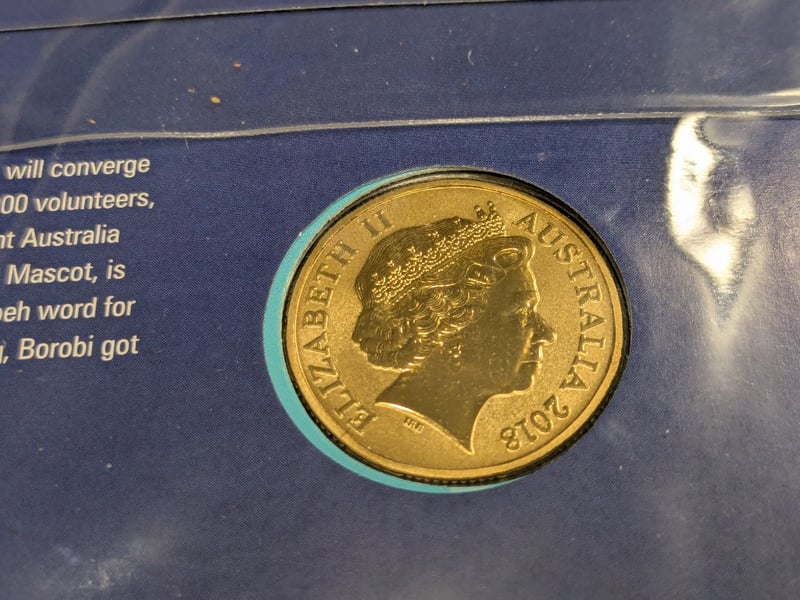 will converge
00 volunteers,
nt Australia
Mascot, is
beh word for
, Borobi got
ELIZABETH II
AUSTRALIA 2018
IRB